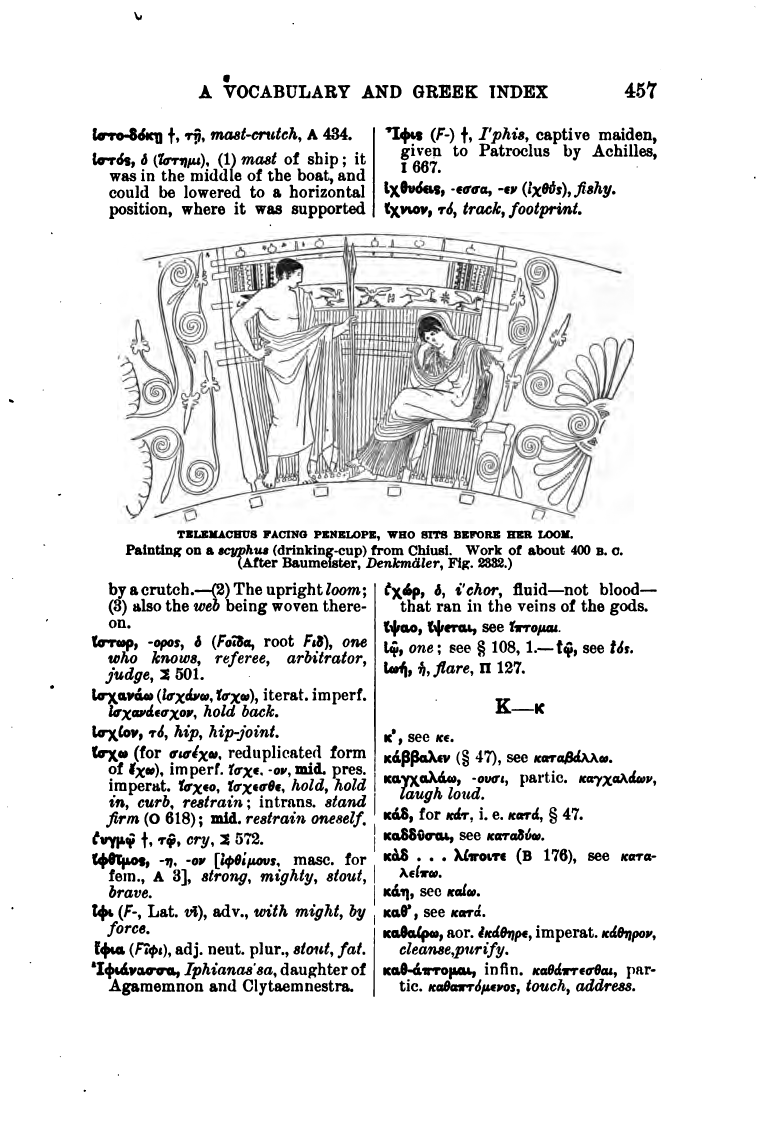 A VOCABULARY AND GREEK INDEX 457
ἱστο-δόκῃ †, τῇ, mast-crutch, A 434.
ἱστός, ὁ (ἵστημι), (1) mast of ship; it
was in the middle of the boat, and
could be lowered to a horizontal
position, where it was supported
Ἶφις (F-) †, I′phis, captive maiden,
given to Patroclus by Achilles,
I 667.
ἰχθυόεις, -εσσα, -εν (ἰχθῦς), fishy.
ἴχνιον, τό, track, footprint.
TELEMACHUS FACING PENELOPE, WHO SITS BEFORE HER LOOM.
Painting on a scyphus (drinking-cup) from Chiusi. Work of about 400 B. C.
(After Baumeister, Denkmäler, Fig. 2332.)
by a crutch.—(2) The upright loom;
(3) also the web being woven there-
on.
ἵστωρ, -ορος, ὁ (Ϝοῖδα, root Ϝιδ), one
who knows, referee, arbitrator,
judge, Σ 501.
ἰσχανάω (ἰσχάνω, ἴσχω), iterat. imperf.
ἰσχανάεσχον, hold back.
ἰσχίον, τό, hip, hip-joint.
ἴσχω (for σισέχω, reduplicated form
of ἔχω), imperf. ἴσχε, -ον, mid. pres.
imperat. ἴσχεο, ἴσχεσθε, hold, hold
in, curb, restrain; intrans. stand
firm (O 618); mid. restrain oneself.
ἰυγμῷ †, τῷ, cry, Σ 572.
ἴφθῑμος, -η, -ον [ἰφθίμους, masc. for
fem., A 3], strong, mighty, stout,
brave.
ἶφι (F-, Lat. vī), adv., with might, by
force.
ἴφια (Ϝῖφι), adj. neut. plur., stout, fat.
Ἰφιάνασσα, Iphianas′sa, daughter of
Agamemnon and Clytaemnestra.
ἰχώρ, ὁ, i′chor, fluid—not blood—
that ran in the veins of the gods.
ἴψαο, ἴψεται, see ἴπτομαι.
ἰῷ, one; see § 108, 1.—ἰῷ, see ἰός.
ἰωή, ἡ, flare, Π 127.
K—κ
κ', see κε.
κάββαλεν (§ 47), see καταβάλλω.
καγχαλάω, -ουσι, partic. καγχαλάων,
laugh loud.
κάδ, for κάτ, i. e. κατά, § 47.
καδδῦσαι, see καταδύω.
κὰδ . . . λίποιτε (B 176), see κατα-
λείπω.
κάη, see καίω.
καθ', see κατά.
καθαίρω, aor. ἐκάθηρε, imperat. κάθηρον,
cleanse, purify.
καθ-άπτομαι, infin. καθάπτεσθαι, par-
tic. καθαπτόμενος, touch, address.